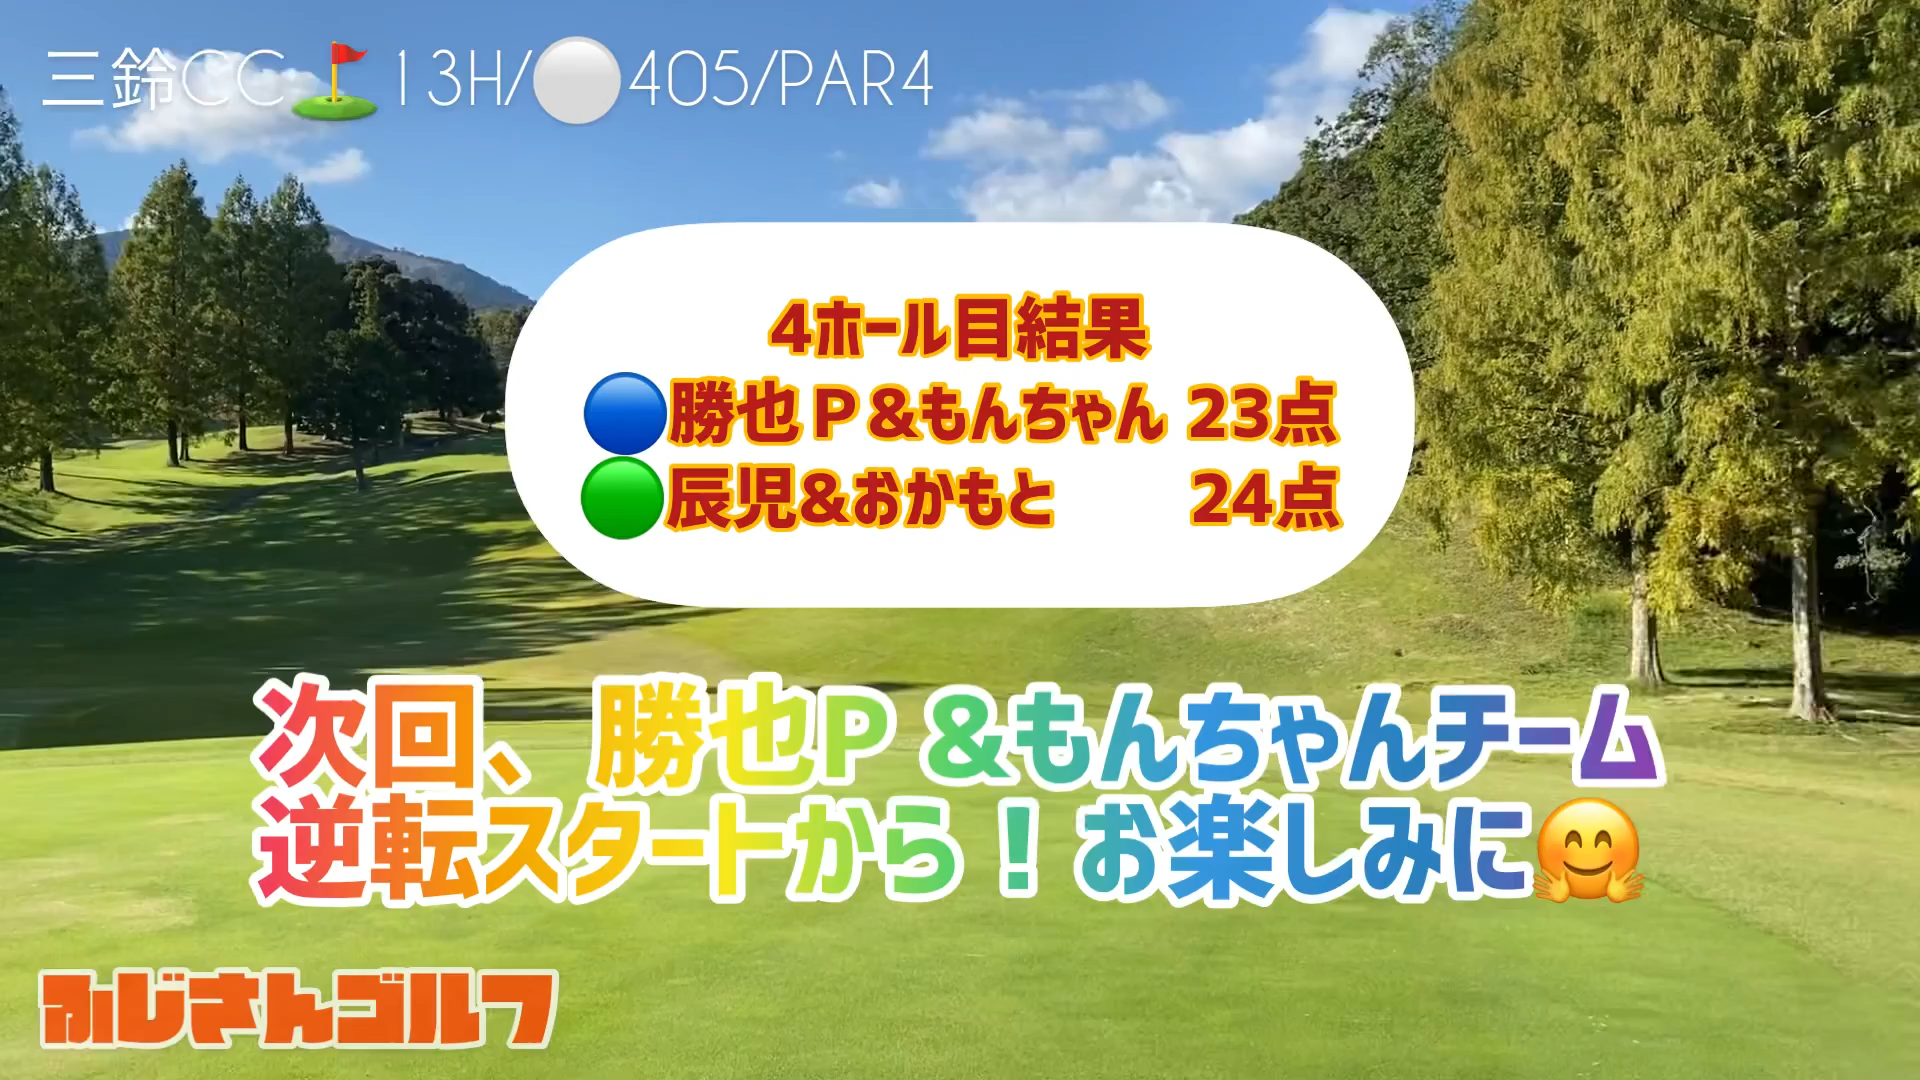 三鈴CC⛳13H/⚪405/PAR4
4ホール目結果
🔵勝也P&もんちゃん 23点
🟢辰児&おかもと 24点
次回、勝也P &もんちゃんチーム
逆転スタートから！お楽しみに🤗
ふじさんゴルフ